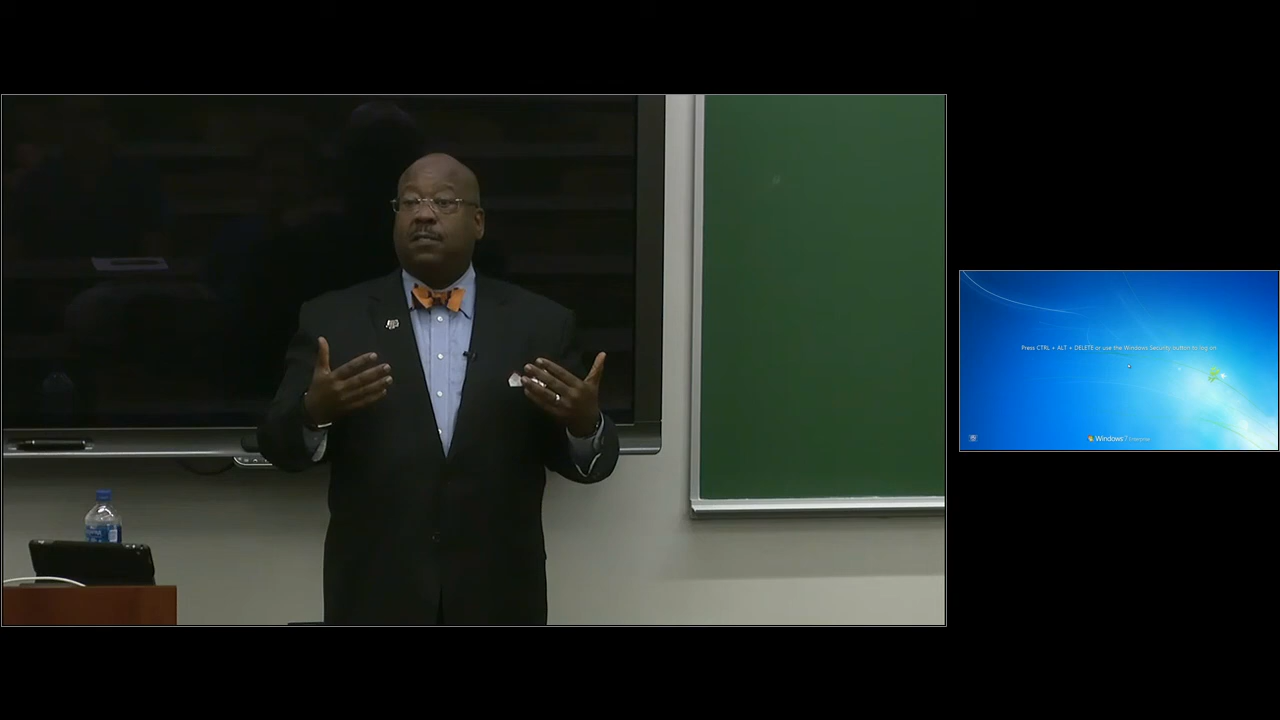 Press CTRL + ALT + DELETE or use the Windows Security button to log on
Windows 7 Enterprise